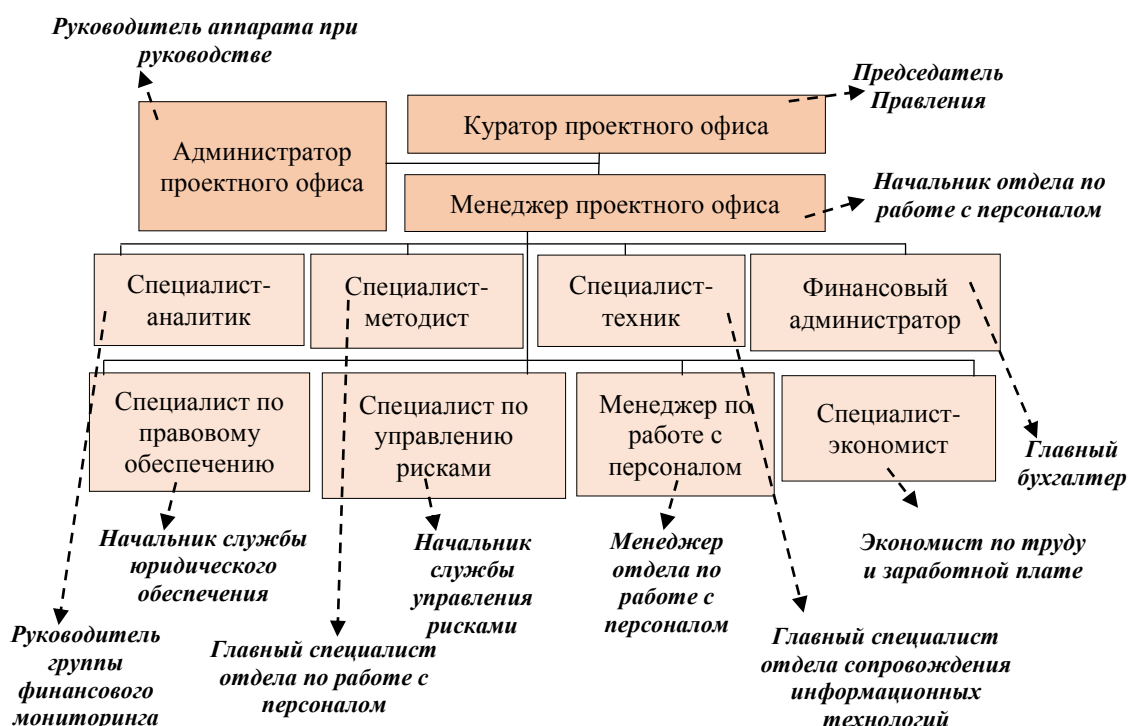 Руководитель аппарата при
руководстве
Председатель
Правления
Куратор проектного офиса
Администратор
проектного офиса
Менеджер проектного офиса
Начальник отдела по
работе с персоналом
Специалист-
аналитик
Специалист-
методист
Специалист-
техник
Финансовый
администратор
Специалист по
правовому
обеспечению
Специалист по
управлению
рисками
Менеджер по
работе с
персоналом
Специалист-
экономист
Главный
бухгалтер
Начальник службы
юридического
обеспечения
Начальник
службы
управления
рисками
Менеджер
отдела по
работе с
персоналом
Экономист по труду
и заработной плате
Руководитель
группы
финансового
мониторинга
Главный специалист
отдела по работе с
персоналом
Главный специалист
отдела сопровождения
информационных
технологий